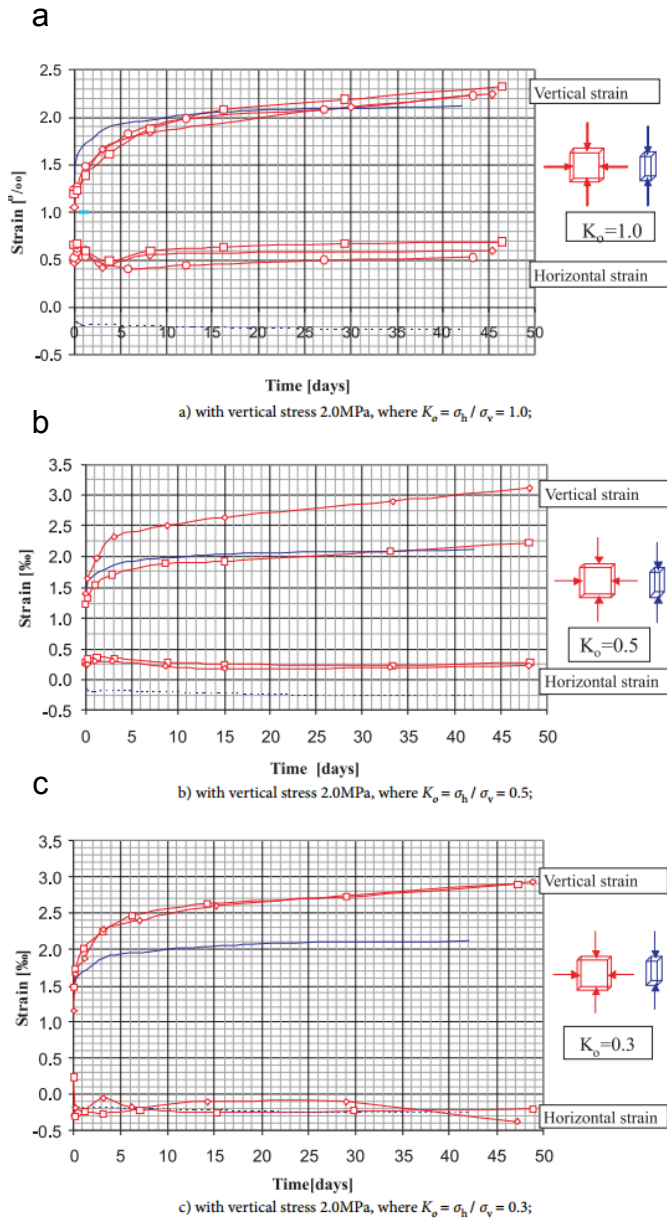 a
2.5
2.0
1.5
1.0
0.5
0.0
-0.5
Strain [‰]
0 5 10 15 20 25 30 35 40 45 50
Time [days]
Vertical strain
Kₒ=1.0
Horizontal strain
a) with vertical stress 2.0MPa, where Kₒ = σₕ / σᵥ = 1.0;
b
3.5
3.0
2.5
2.0
1.5
1.0
0.5
0.0
-0.5
Strain [‰]
0 5 10 15 20 25 30 35 40 45 50
Time [days]
Vertical strain
Kₒ=0.5
Horizontal strain
b) with vertical stress 2.0MPa, where Kₒ = σₕ / σᵥ = 0.5;
c
3.5
3.0
2.5
2.0
1.5
1.0
0.5
0.0
-0.5
Strain [‰]
0 5 10 15 20 25 30 35 40 45 50
Time[days]
Vertical strain
Kₒ=0.3
Horizontal strain
c) with vertical stress 2.0MPa, where Kₒ = σₕ / σᵥ = 0.3;